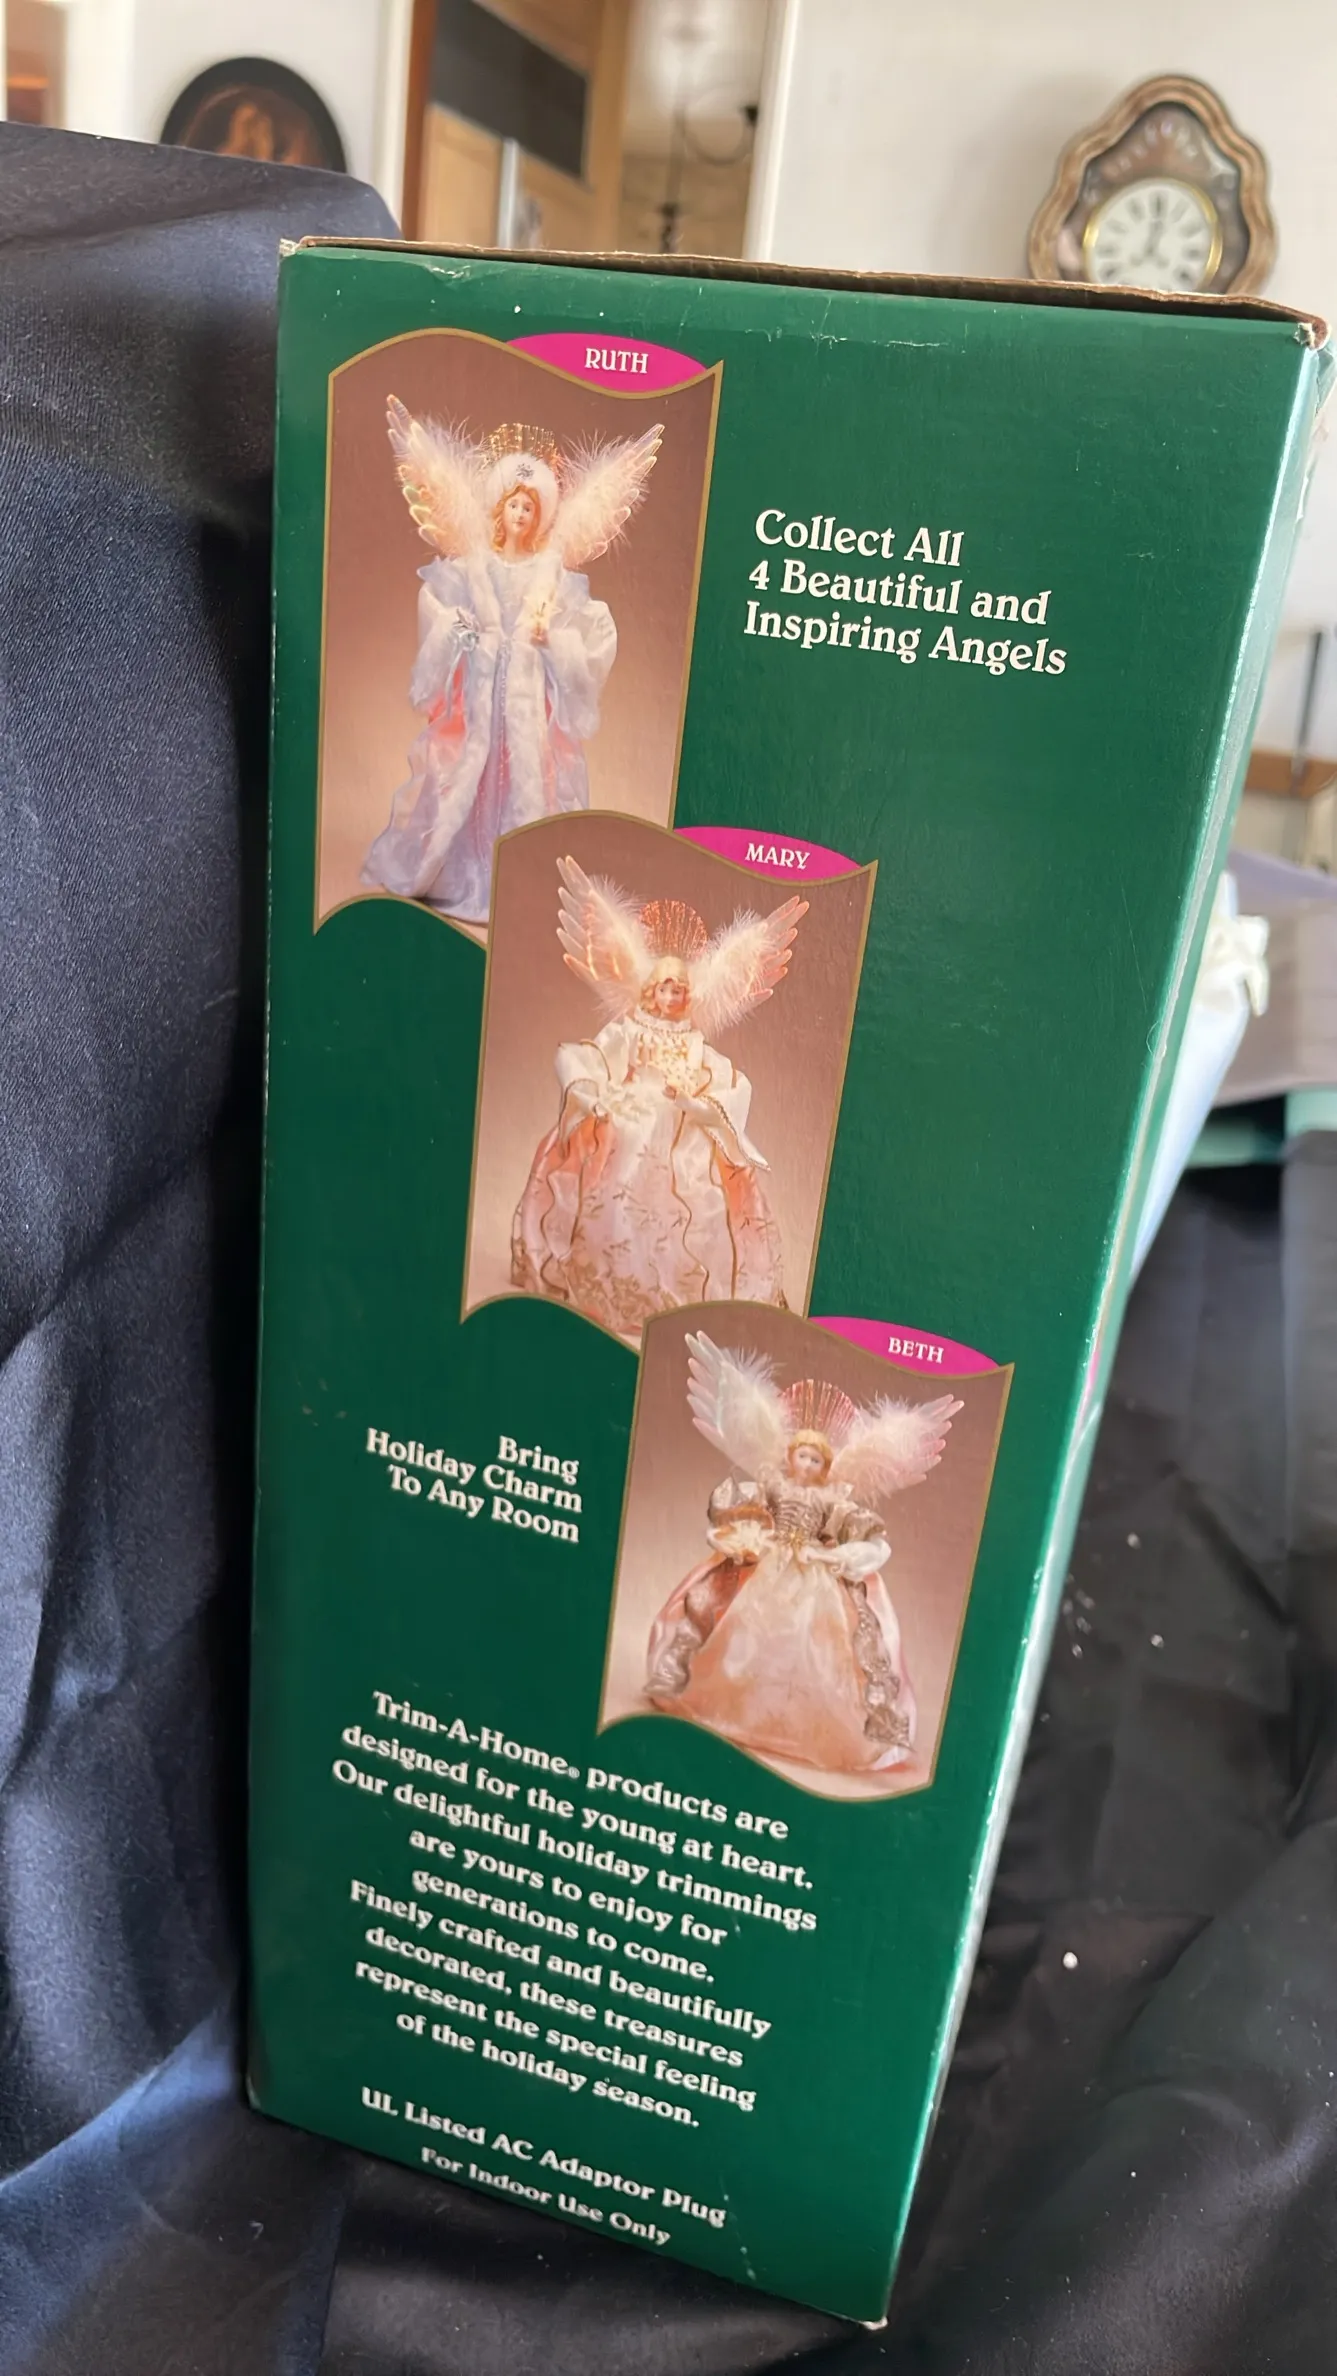 RUTH
Collect All
4 Beautiful and
Inspiring Angels
MARY
BETH
Bring
Holiday Charm
To Any Room
Trim-A-Home® products are
designed for the young at heart.
Our delightful holiday trimmings
are yours to enjoy for
generations to come.
Finely crafted and beautifully
decorated, these treasures
represent the special feeling
of the holiday season.
UL Listed AC Adaptor Plug
For Indoor Use Only